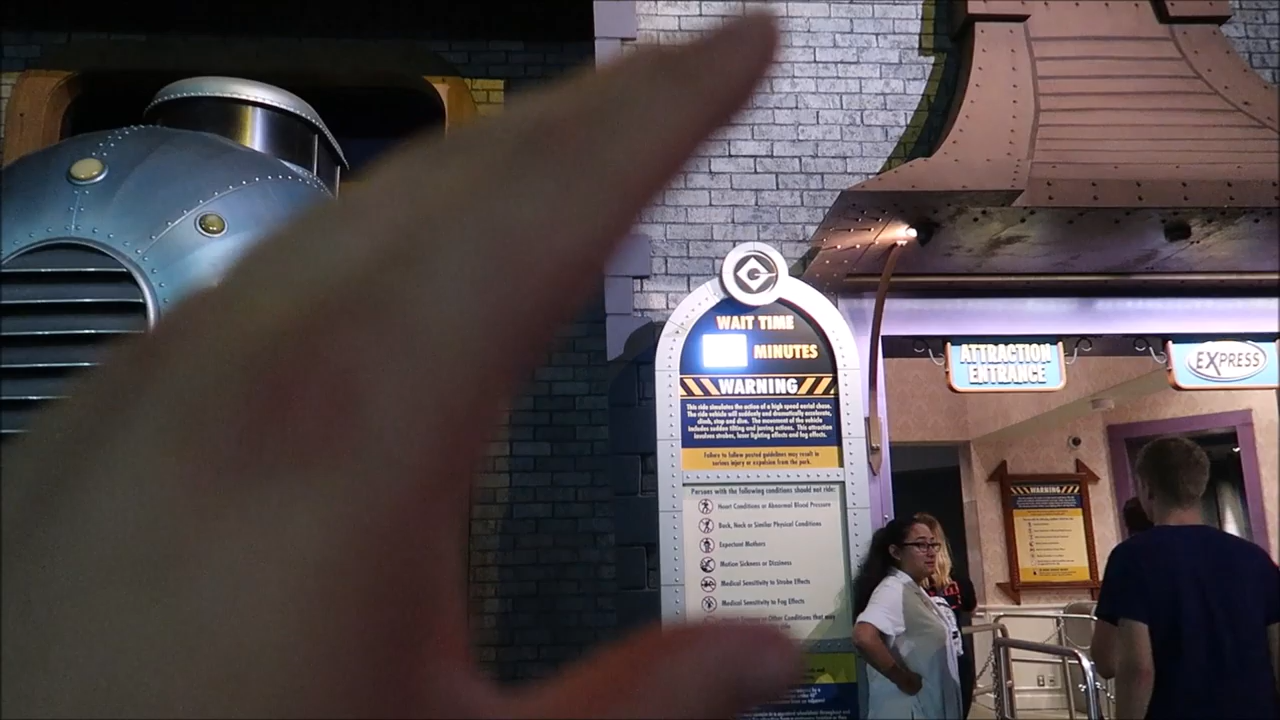 WAIT TIME
MINUTES
WARNING
This ride simulates the action of a high speed aerial chase.
The ride vehicle will suddenly and dramatically accelerate,
climb, stop and dive. The movement of the vehicle
includes sudden tilting and jarring actions. This attraction
involves strobes, laser lighting effects and fog effects.
Failure to follow posted guidelines may result in
serious injury or expulsion from the park.
Persons with the following conditions should not ride:
Heart Conditions or Abnormal Blood Pressure
Back, Neck or Similar Physical Conditions
Expectant Mothers
Motion Sickness or Dizziness
Medical Sensitivity to Strobe Effects
Medical Sensitivity to Fog Effects
or Other Conditions that may
ATTRACTION
ENTRANCE
EXPRESS
WARNING